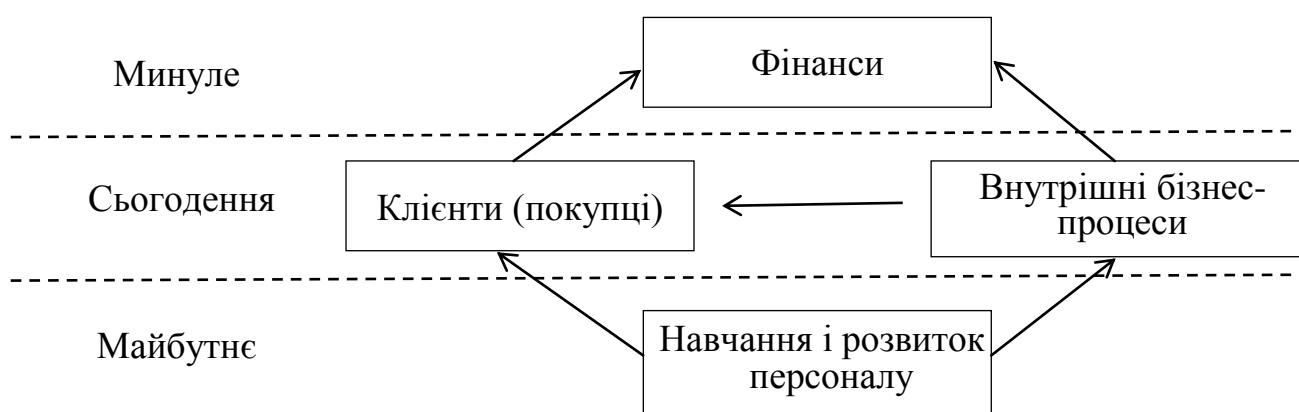 Минуле
Фінанси
Сьогодення
Клієнти (покупці)
Внутрішні бізнес-
процеси
Майбутнє
Навчання і розвиток
персоналу